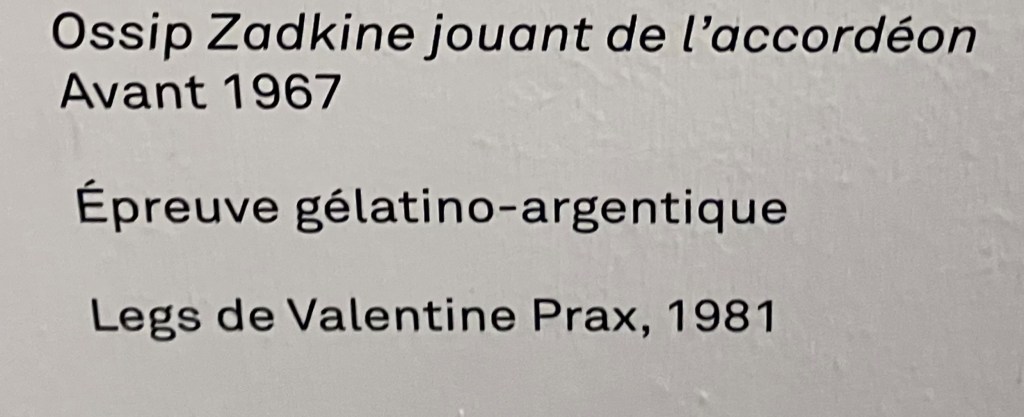 Ossip Zadkine jouant de l’accordéon
Avant 1967
Épreuve gélatino-argentique
Legs de Valentine Prax, 1981